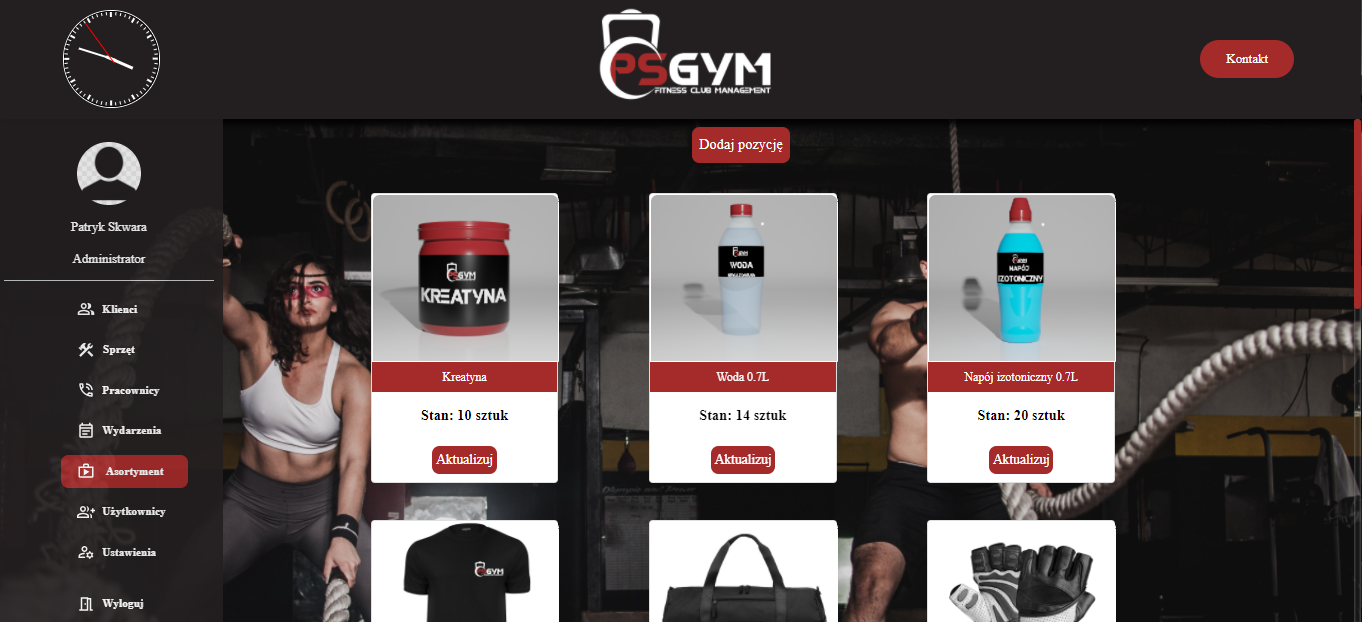 PSGYM
FITNESS CLUB MANAGEMENT
Kontakt
Patryk Skwara
Administrator
Klienci
Sprzęt
Pracownicy
Wydarzenia
Asortyment
Użytkownicy
Ustawienia
Wyloguj
Dodaj pozycję
PSGYM
KREATYNA
Kreatyna
Stan: 10 sztuk
Aktualizuj
WODA
Woda 0.7L
Stan: 14 sztuk
Aktualizuj
NAPÓJ
IZOTONICZNY
Napój izotoniczny 0.7L
Stan: 20 sztuk
Aktualizuj
PSGYM